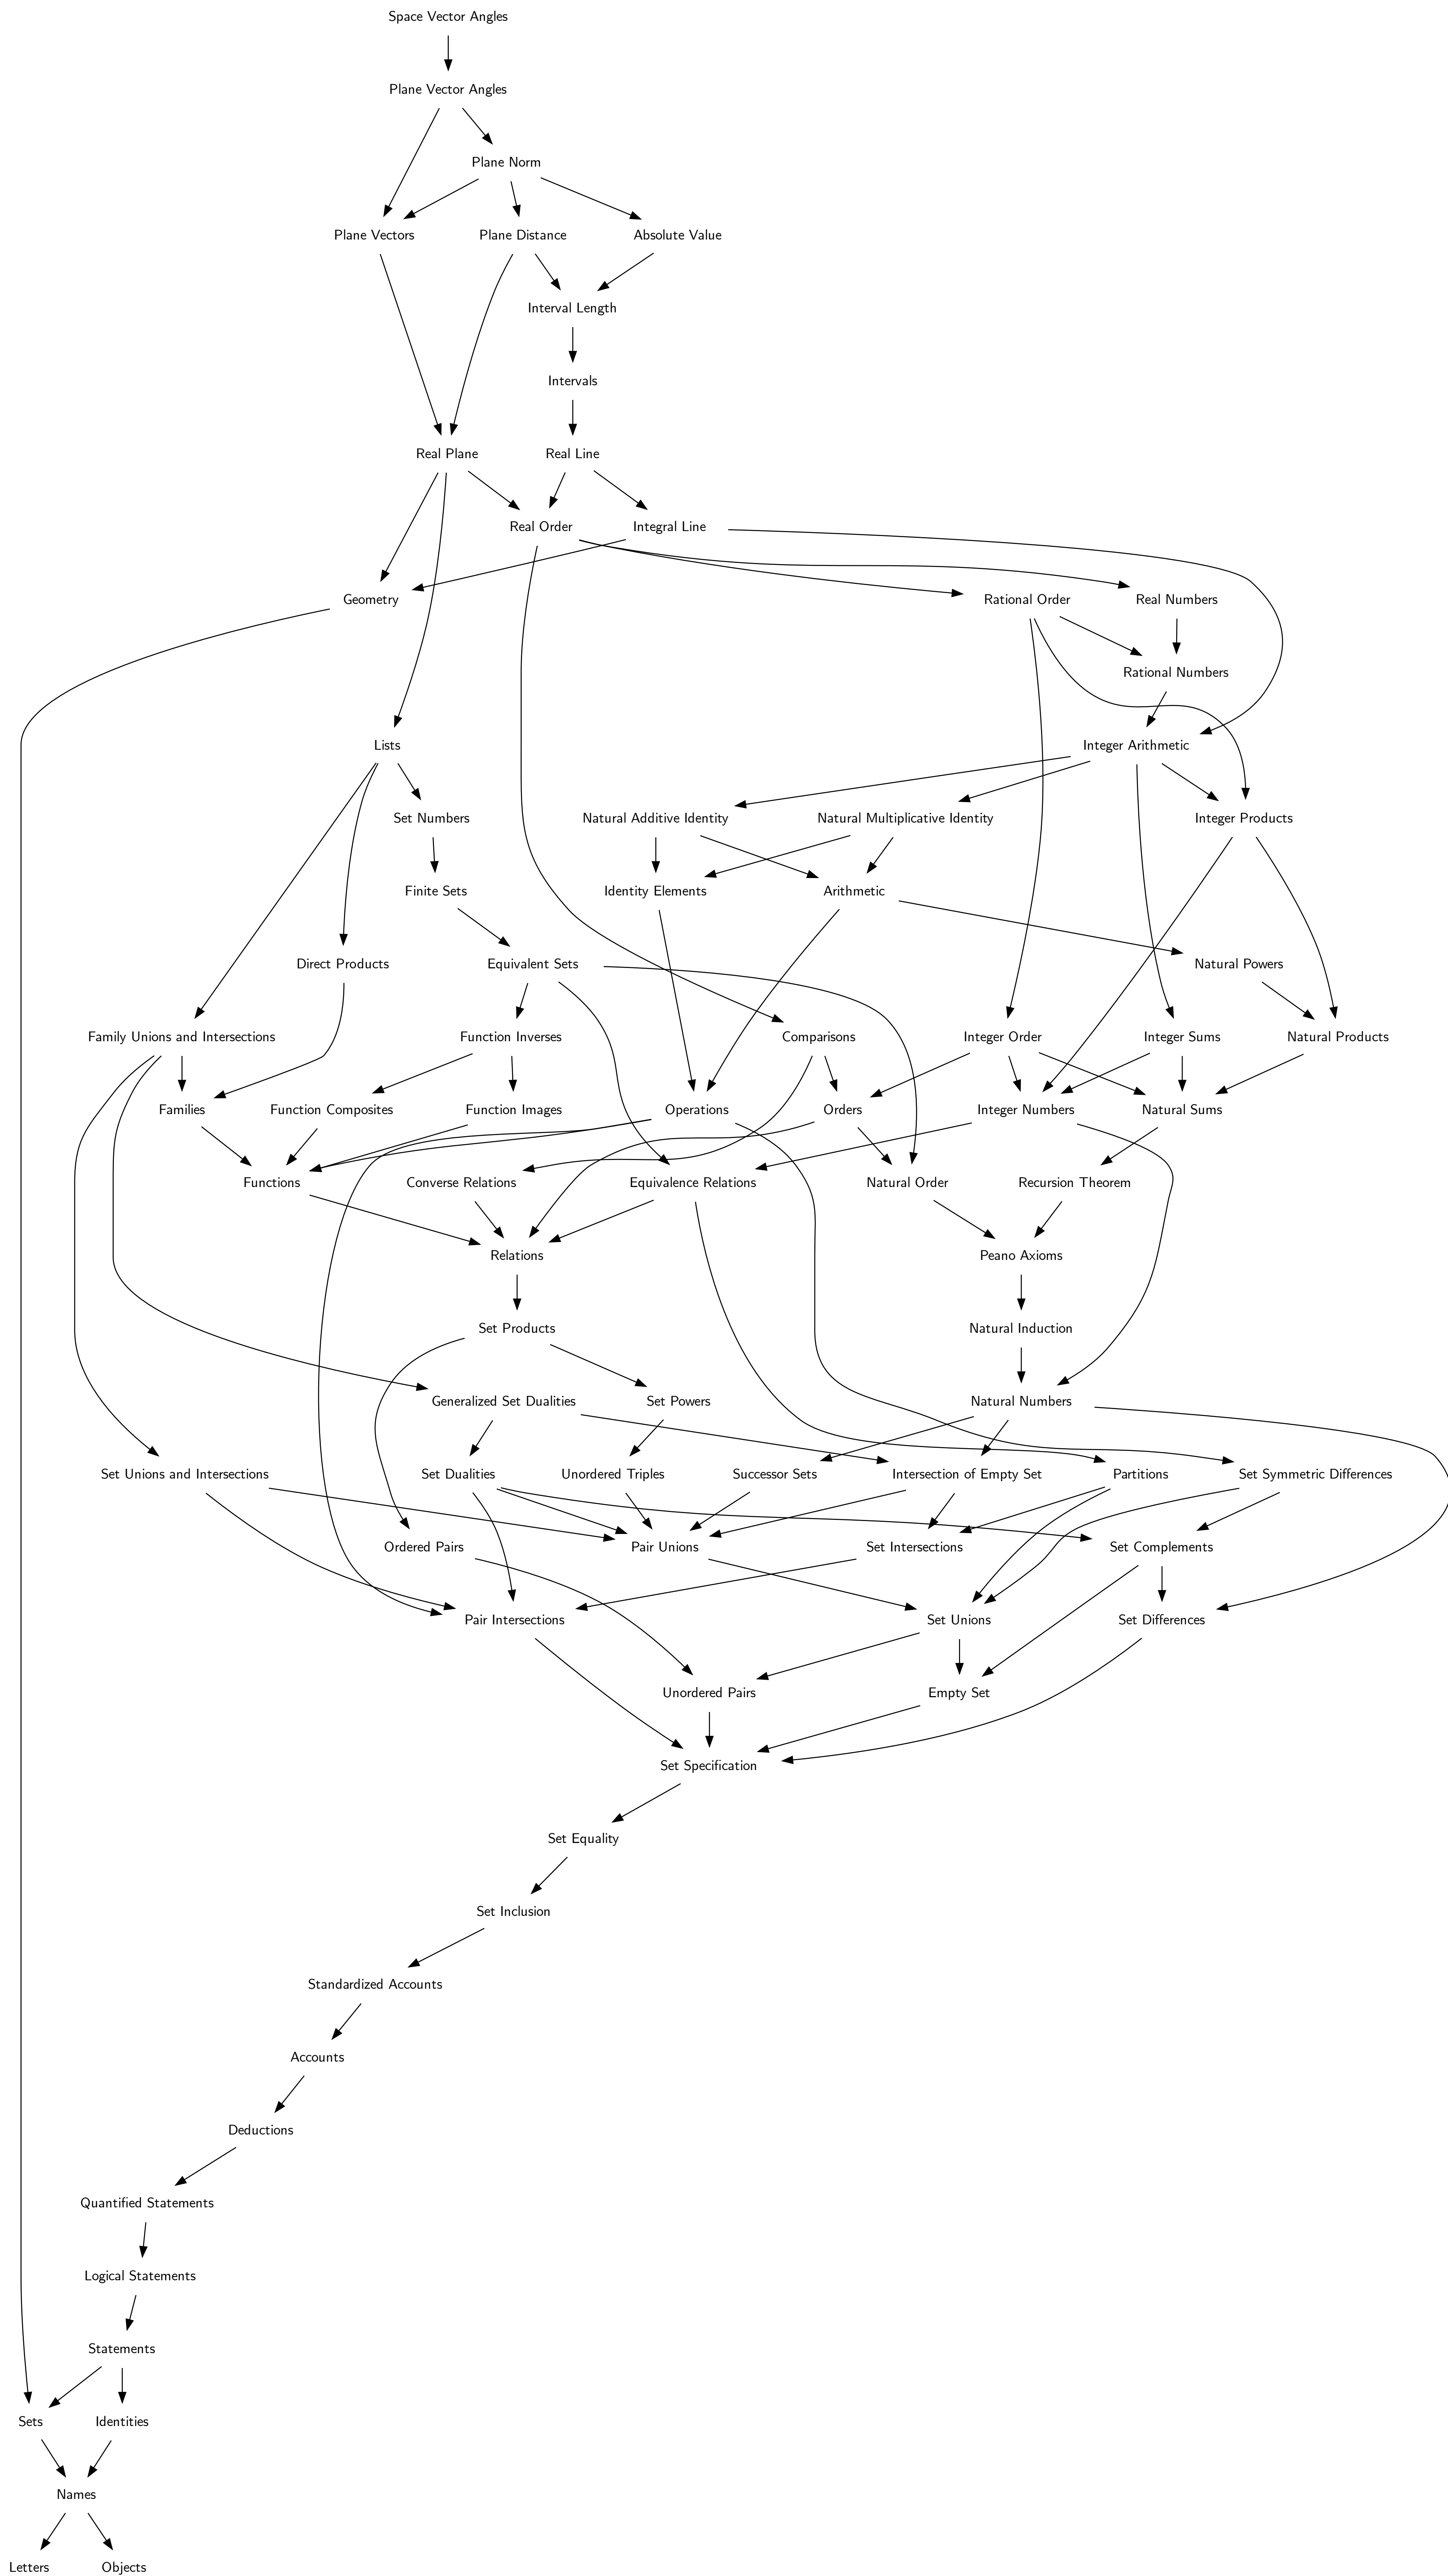 Space Vector Angles
Plane Vector Angles
Plane Norm
Plane Vectors
Plane Distance
Absolute Value
Interval Length
Intervals
Real Plane
Real Line
Real Order
Integral Line
Geometry
Rational Order
Real Numbers
Rational Numbers
Lists
Integer Arithmetic
Set Numbers
Natural Additive Identity
Natural Multiplicative Identity
Integer Products
Finite Sets
Identity Elements
Arithmetic
Direct Products
Equivalent Sets
Natural Powers
Family Unions and Intersections
Function Inverses
Comparisons
Integer Order
Integer Sums
Natural Products
Families
Function Composites
Function Images
Operations
Orders
Integer Numbers
Natural Sums
Functions
Converse Relations
Equivalence Relations
Natural Order
Recursion Theorem
Relations
Peano Axioms
Set Products
Natural Induction
Generalized Set Dualities
Set Powers
Natural Numbers
Set Unions and Intersections
Set Dualities
Unordered Triples
Successor Sets
Intersection of Empty Set
Partitions
Set Symmetric Differences
Ordered Pairs
Pair Unions
Set Intersections
Set Complements
Pair Intersections
Set Unions
Set Differences
Unordered Pairs
Empty Set
Set Specification
Set Equality
Set Inclusion
Standardized Accounts
Accounts
Deductions
Quantified Statements
Logical Statements
Statements
Sets
Identities
Names
Letters
Objects